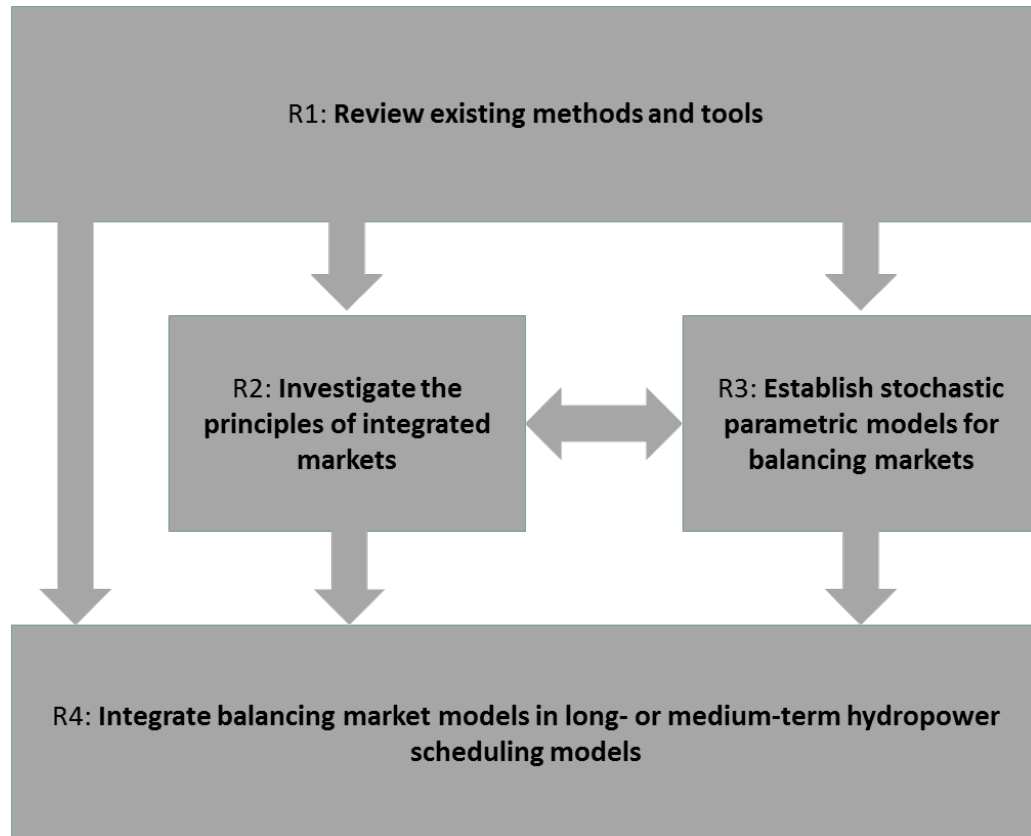 R1: Review existing methods and tools
R2: Investigate the
principles of integrated
markets
R3: Establish stochastic
parametric models for
balancing markets
R4: Integrate balancing market models in long- or medium-term hydropower
scheduling models